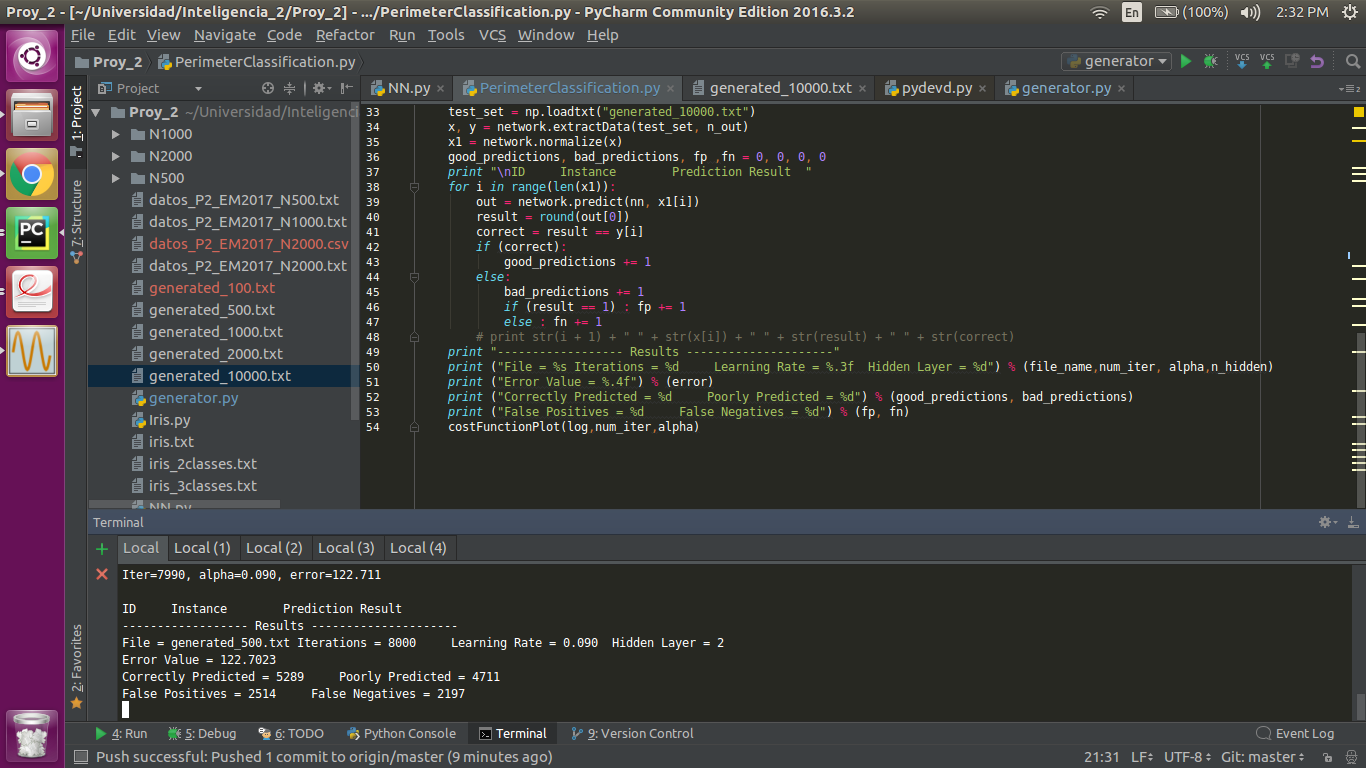 Proy_2 - [~/Universidad/Inteligencia_2/Proy_2] - .../PerimeterClassification.py - PyCharm Community Edition 2016.3.2
En
(100%)
2:32 PM
File Edit View Navigate Code Refactor Run Tools VCS Window Help
Proy_2 PerimeterClassification.py
generator
VCS VCS
Project
NN.py PerimeterClassification.py generated_10000.txt pydevd.py generator.py
1: Project
7: Structure
2: Favorites
PC
Proy_2 ~/Universidad/Inteligenci
N1000
N2000
N500
datos_P2_EM2017_N500.txt
datos_P2_EM2017_N1000.txt
datos_P2_EM2017_N2000.csv
datos_P2_EM2017_N2000.txt
generated_100.txt
generated_500.txt
generated_1000.txt
generated_2000.txt
generated_10000.txt
generator.py
Iris.py
iris.txt
iris_2classes.txt
iris_3classes.txt
NN.py
33 test_set = np.loadtxt("generated_10000.txt")
34 x, y = network.extractData(test_set, n_out)
35 x1 = network.normalize(x)
36 good_predictions, bad_predictions, fp ,fn = 0, 0, 0, 0
37 print "\nID     Instance        Prediction Result  "
38 for i in range(len(x1)):
39 out = network.predict(nn, x1[i])
40 result = round(out[0])
41 correct = result == y[i]
42 if (correct):
43 good_predictions += 1
44 else:
45 bad_predictions += 1
46 if (result == 1) : fp += 1
47 else : fn += 1
48 # print str(i + 1) + " " + str(x[i]) + " " + str(result) + " " + str(correct)
49 print "------------------ Results ---------------------"
50 print ("File = %s Iterations = %d     Learning Rate = %.3f  Hidden Layer = %d") % (file_name,num_iter, alpha,n_hidden)
51 print ("Error Value = %.4f") % (error)
52 print ("Correctly Predicted = %d     Poorly Predicted = %d") % (good_predictions, bad_predictions)
53 print ("False Positives = %d     False Negatives = %d") % (fp, fn)
54 costFunctionPlot(log,num_iter,alpha)
Terminal
Local Local (1) Local (2) Local (3) Local (4)
Iter=7990, alpha=0.090, error=122.711
ID     Instance        Prediction Result
------------------ Results ---------------------
File = generated_500.txt Iterations = 8000     Learning Rate = 0.090  Hidden Layer = 2
Error Value = 122.7023
Correctly Predicted = 5289     Poorly Predicted = 4711
False Positives = 2514     False Negatives = 2197
4: Run 5: Debug 6: TODO Python Console Terminal 9: Version Control Event Log
Push successful: Pushed 1 commit to origin/master (9 minutes ago) 21:31 LF UTF-8 Git: master